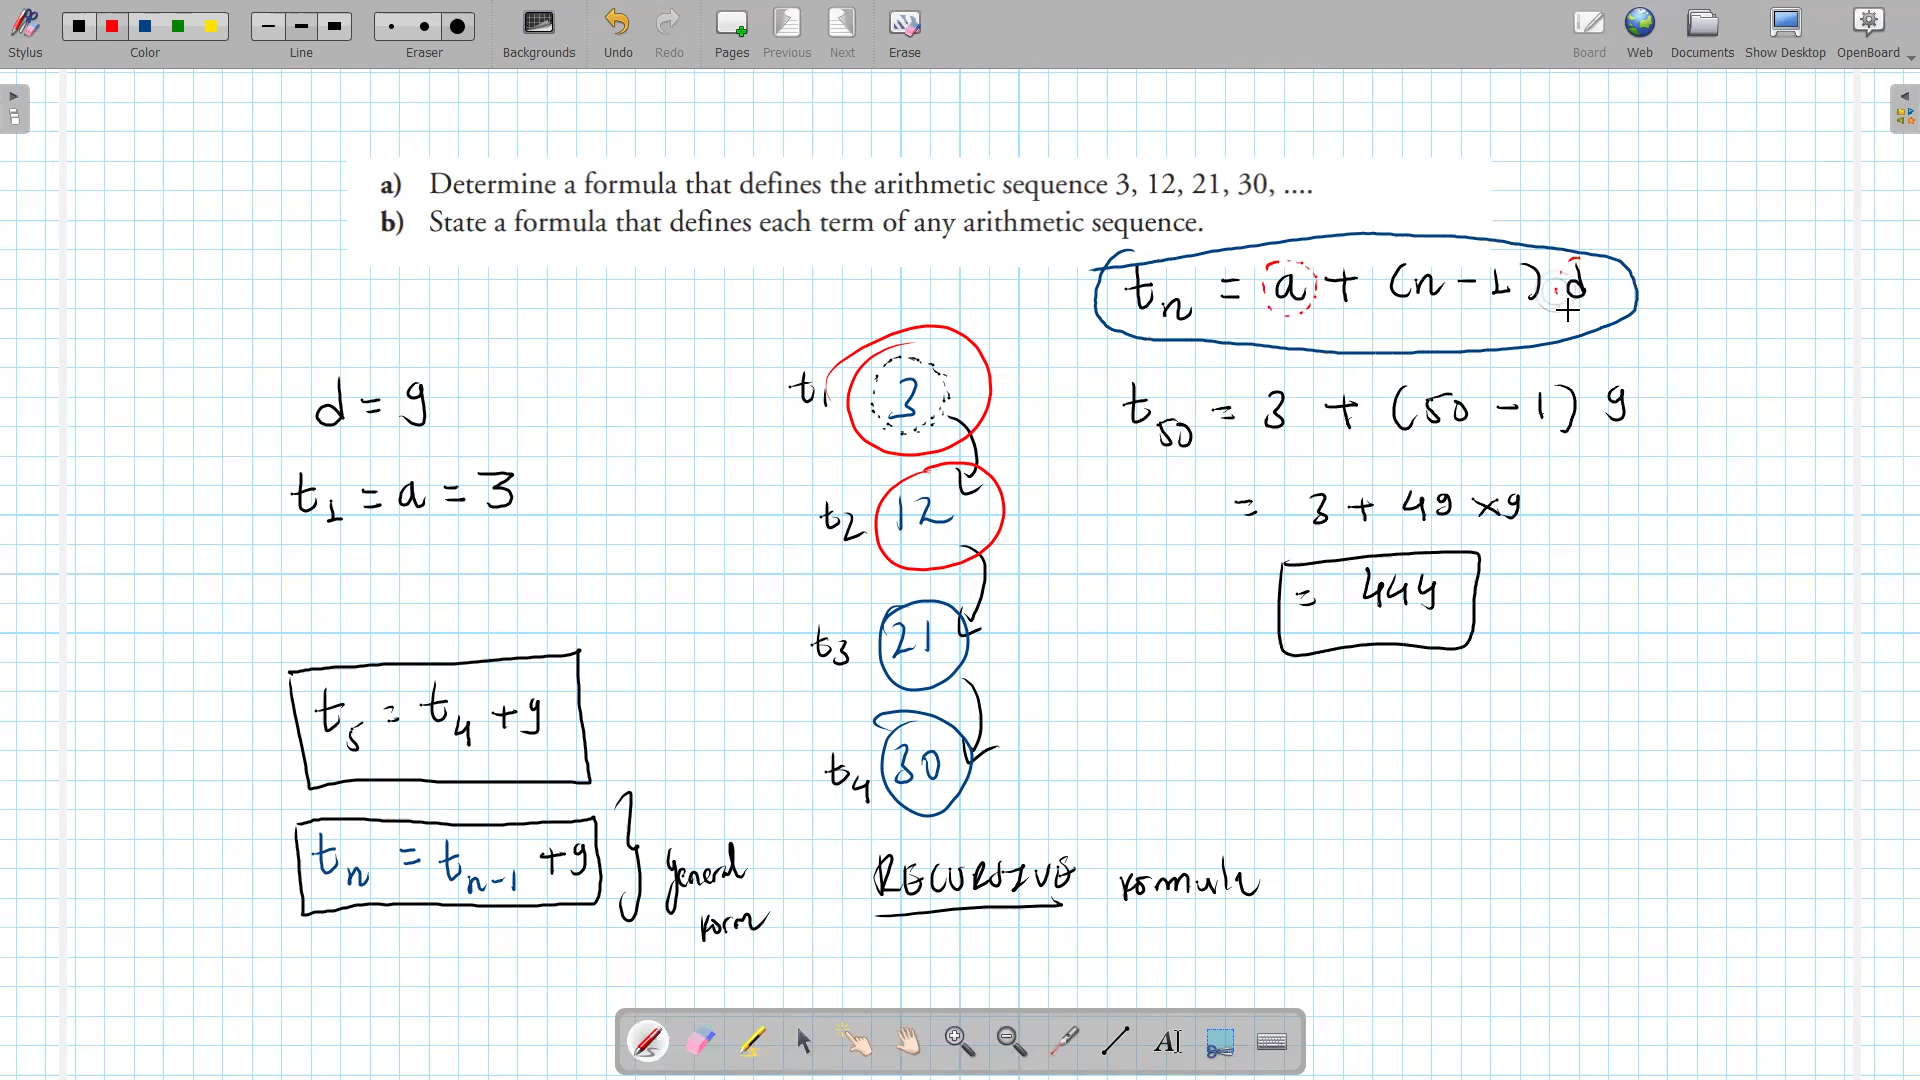 Stylus Color Line Eraser Backgrounds Undo Redo Pages Previous Next Erase Board Web Documents Show Desktop OpenBoard
a) Determine a formula that defines the arithmetic sequence 3, 12, 21, 30, ....
b) State a formula that defines each term of any arithmetic sequence.
tn = a + (n-1) d
t1 3
d = 9
t50 = 3 + (50-1) 9
t1 = a = 3
t2 12
= 3 + 49 x9
= 444
t3 21
t5 = t4 +9
t4 30
tn = tn-1 +9
general
form
RECURSIVE formula
AI